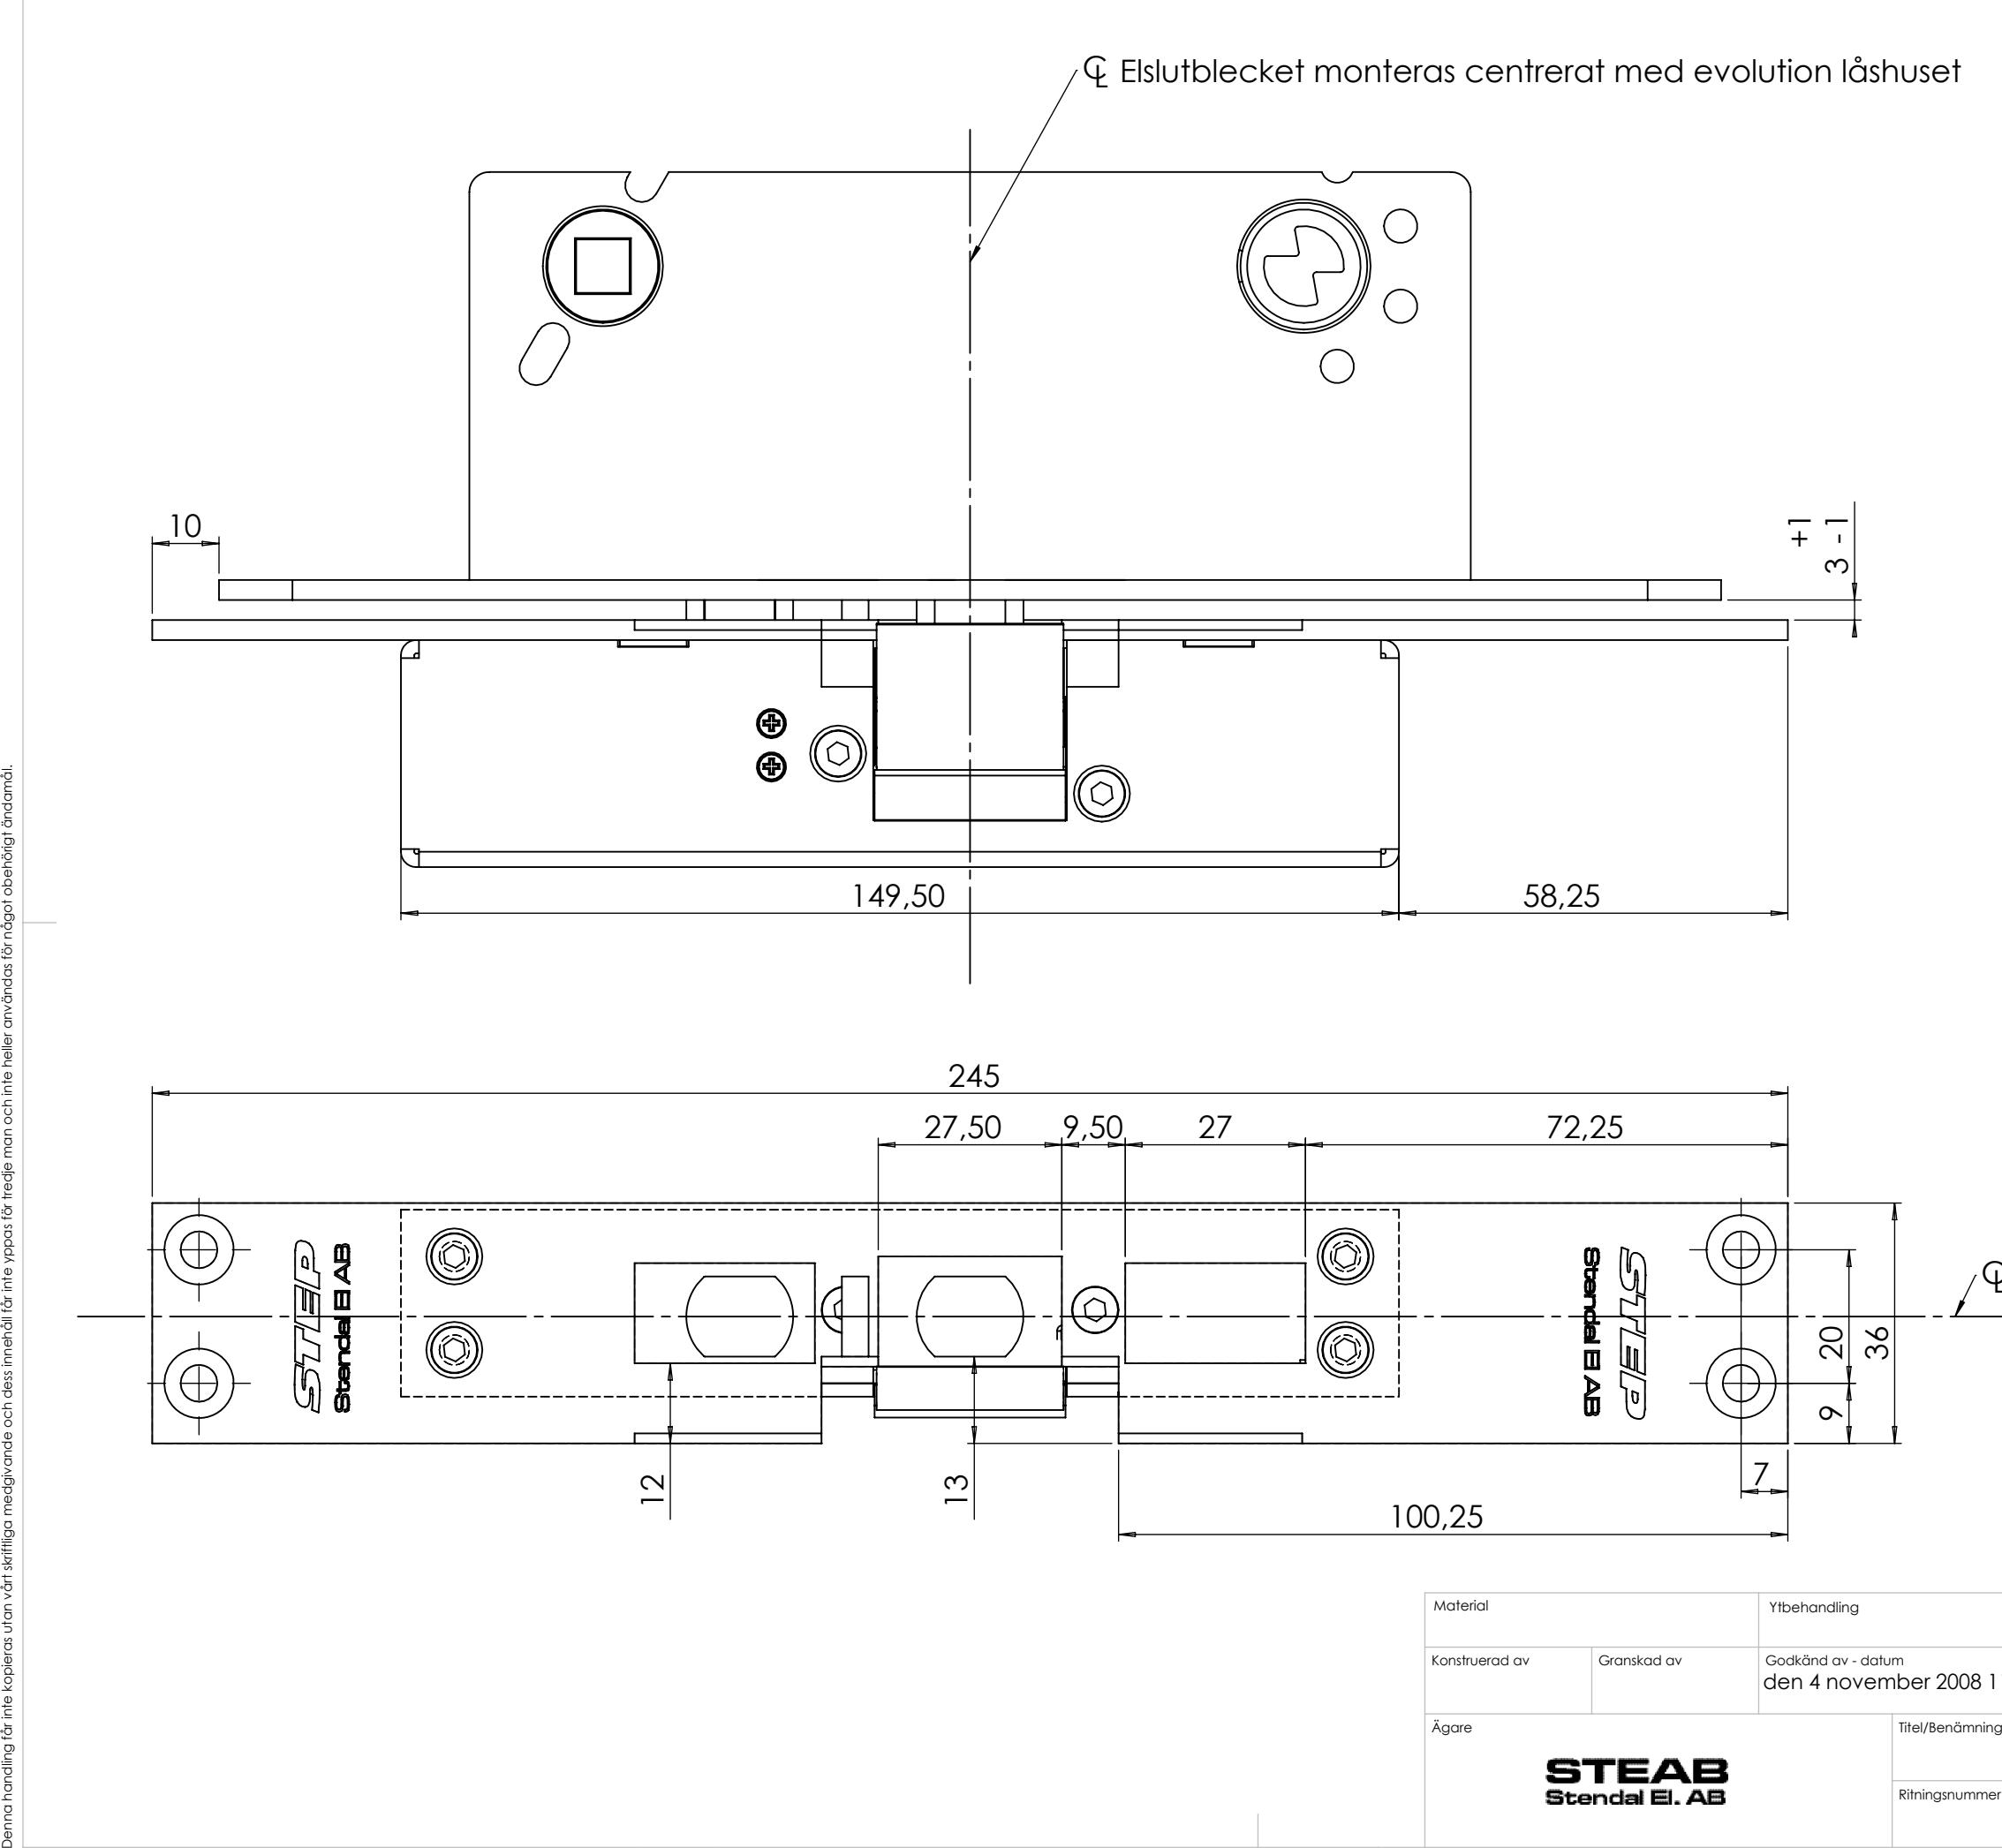 ℄ Elslutblecket monteras centrerat med evolution låshuset
10
+1
3 -1
149,50
58,25
245
27,50
9,50
27
72,25
STEP
Stendal El AB
STEP
Stendal El AB
℄
20
36
9
12
13
7
100,25
Material
Ytbehandling
Konstruerad av
Granskad av
Godkänd av - datum
den 4 november 2008 1
Ägare
Titel/Benämning
STEAB
Stendal El. AB
Ritningsnummer
Denna handling får inte kopieras utan vårt skriftliga medgivande och dess innehåll får inte yppas för tredje man och inte heller användas för något obehörigt ändamål.